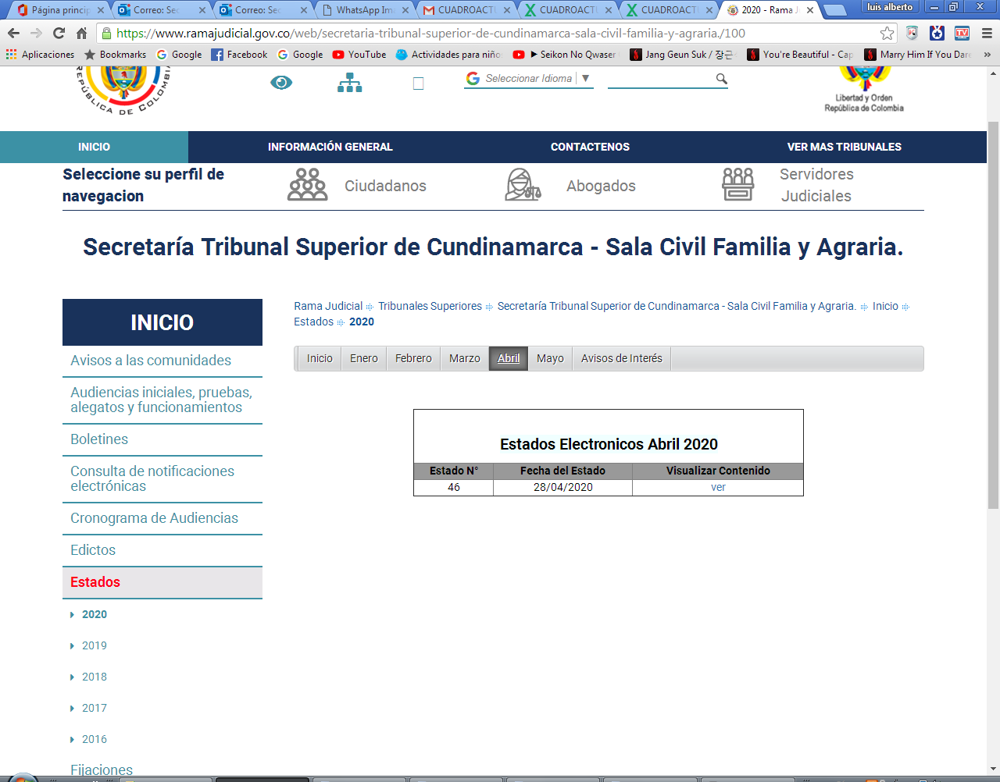 Página princip
Correo: Sec
Correo: Sec
WhatsApp Ima
CUADROACTU
CUADROACTU
CUADROACTU
2020 - Rama J
luis alberto
https://www.ramajudicial.gov.co/web/secretaria-tribunal-superior-de-cundinamarca-sala-civil-familia-y-agraria./100
Aplicaciones
Bookmarks
Google
Facebook
Google
YouTube
Actividades para niño
▶ Seikon No Qwaser
Jang Geun Suk / 장근
You're Beautiful - Cap
Marry Him If You Dare
»
REPÚBLICA DE COLOMBIA
Seleccionar Idioma ▼
Libertad y Orden
República de Colombia
INICIO
INFORMACIÓN GENERAL
CONTACTENOS
VER MAS TRIBUNALES
Seleccione su perfil de
navegacion
Ciudadanos
Abogados
Servidores
Judiciales
Secretaría Tribunal Superior de Cundinamarca - Sala Civil Familia y Agraria.
INICIO
Avisos a las comunidades
Audiencias iniciales, pruebas,
alegatos y funcionamientos
Boletines
Consulta de notificaciones
electrónicas
Cronograma de Audiencias
Edictos
Estados
2020
2019
2018
2017
2016
Fijaciones
Rama Judicial Tribunales Superiores Secretaría Tribunal Superior de Cundinamarca - Sala Civil Familia y Agraria. Inicio
Estados 2020
Inicio Enero Febrero Marzo Abril Mayo Avisos de Interés
Estados Electronicos Abril 2020
Estado N° Fecha del Estado Visualizar Contenido
46 28/04/2020 ver